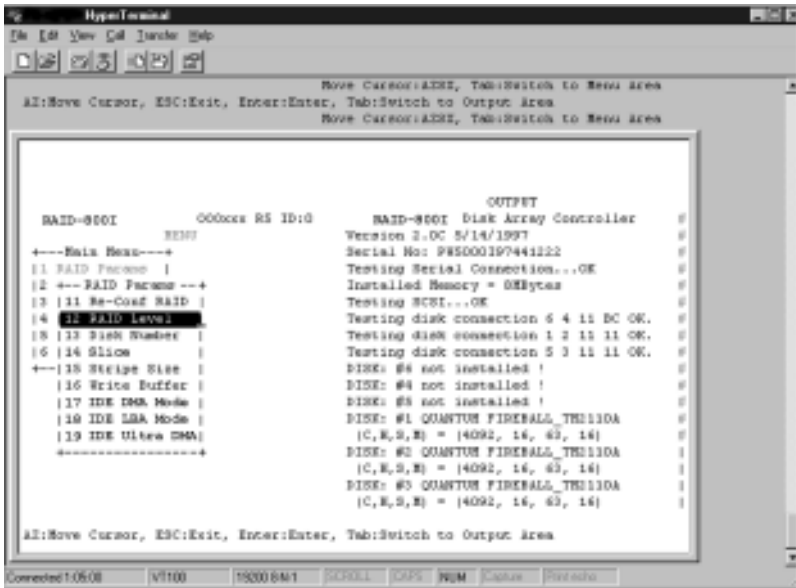 HyperTerminal
File Edit View Call Transfer Help
Move Cursor:AZSX, Tab:Switch to Menu Area
AZ:Move Cursor, ESC:Exit, Enter:Enter, Tab:Switch to Output Area
Move Cursor:AZSX, Tab:Switch to Menu Area
OUTPUT
RAID-800I 000xxx R5 ID:0
RAID-800I Disk Array Controller
MENU
Version 2.0C 5/14/1997
+---Main Menu---+
Serial No:
|1 RAID Params |
Testing Serial Connection...OK
|2 +-- RAID Params --+
Installed Memory = 8MBytes
|3 |11 Re-Conf RAID |
Testing SCSI...OK
|4 12 RAID Level
Testing disk connection 6 4 11 DC OK.
|5 |13 Disk Number |
Testing disk connection 1 2 11 11 OK.
|6 |14 Slice |
Testing disk connection 5 3 11 11 OK.
+--|15 Stripe Size |
DISK: #6 not installed !
|16 Write Buffer |
DISK: #4 not installed !
|17 IDE DMA Mode |
DISK: #5 not installed !
|18 IDE LBA Mode |
DISK: #1 QUANTUM FIREBALL_TM2110A
|19 IDE Ultra DMA|
(C,H,S,M) = (4092, 16, 63, 16)
+-----------------+
DISK: #2 QUANTUM FIREBALL_TM2110A
(C,H,S,M) = (4092, 16, 63, 16)
DISK: #3 QUANTUM FIREBALL_TM2110A
(C,H,S,M) = (4092, 16, 63, 16)
AZ:Move Cursor, ESC:Exit, Enter:Enter, Tab:Switch to Output Area
Connected 1:05:00 VT100 19200 8-N-1 SCROLL CAPS NUM Capture Print echo